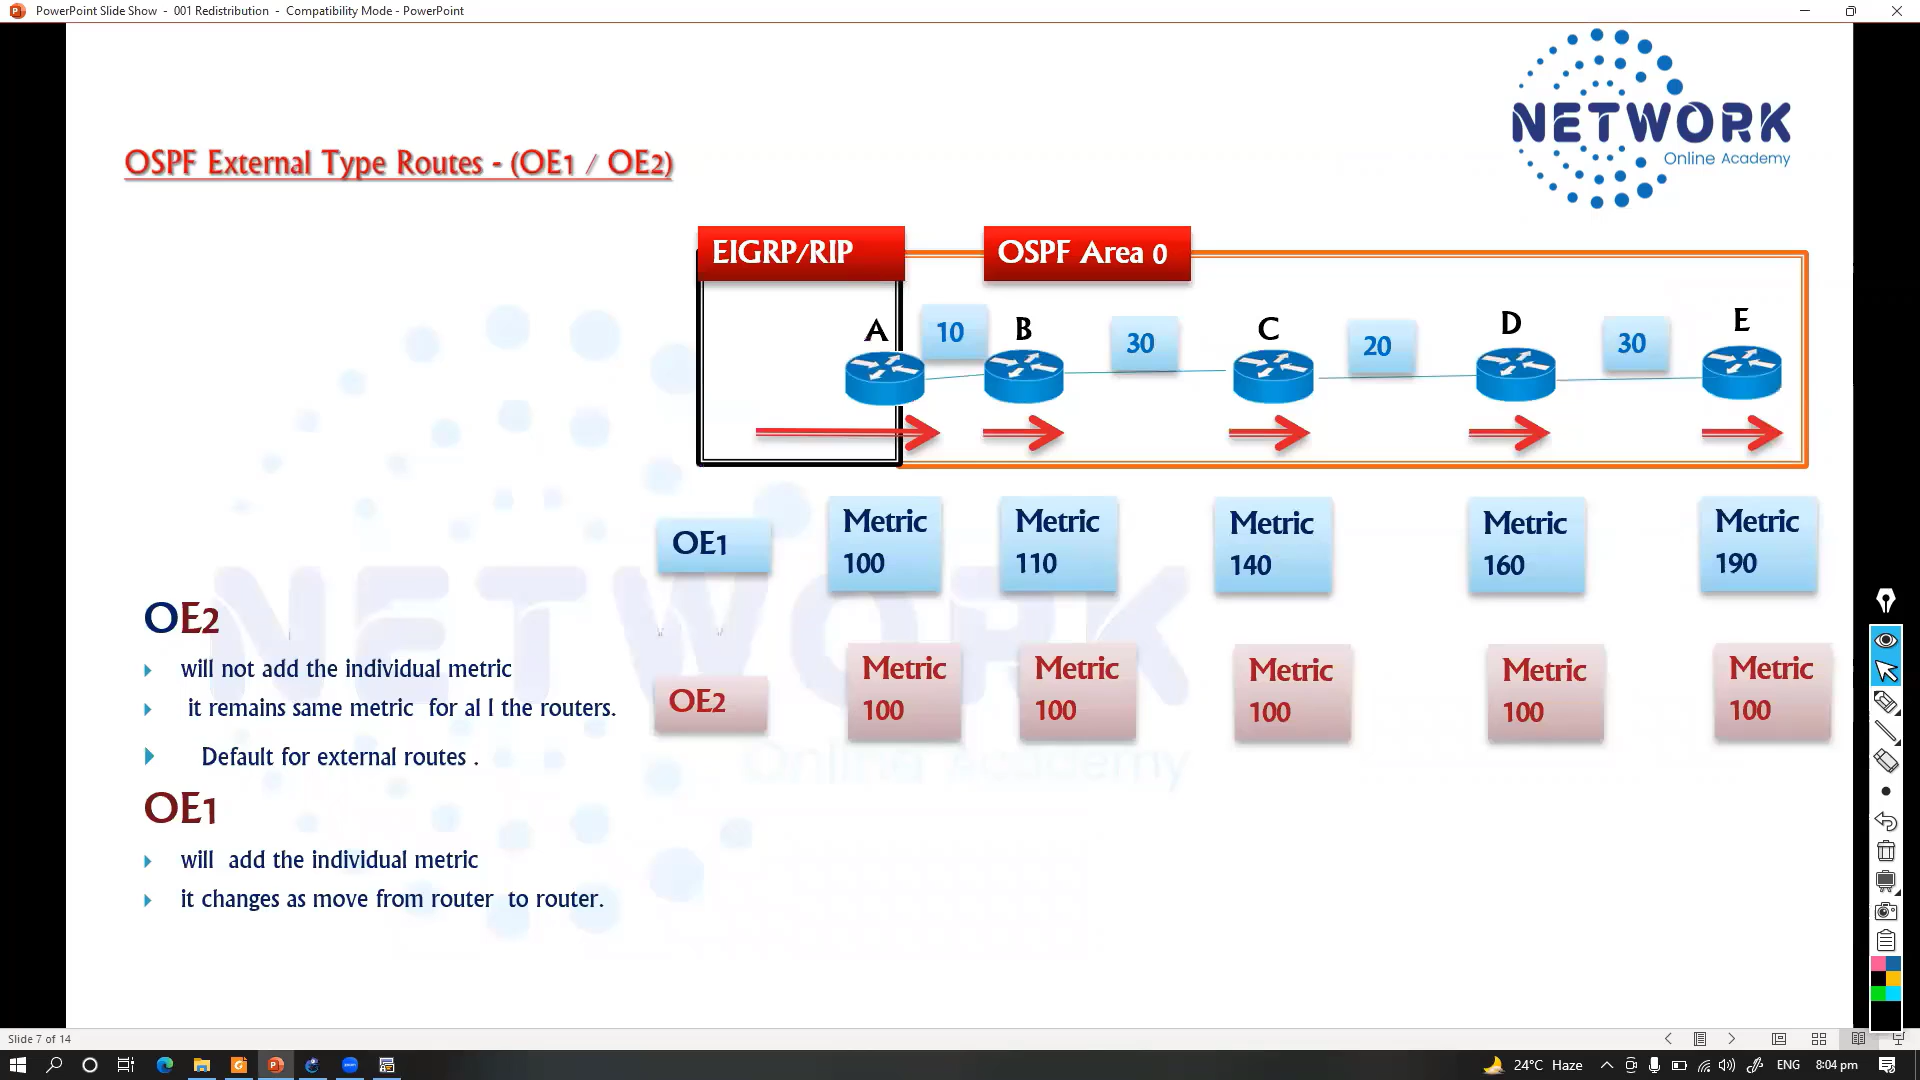 PowerPoint Slide Show - 001 Redistribution - Compatibility Mode - PowerPoint
NETWORK
Online Academy
OSPF External Type Routes - (OE1 / OE2)
EIGRP/RIP
OSPF Area 0
A
10
B
30
C
20
D
30
E
OE1
Metric 100
Metric 110
Metric 140
Metric 160
Metric 190
OE2
Metric 100
Metric 100
Metric 100
Metric 100
Metric 100
OE2
will not add the individual metric
it remains same metric for al l the routers.
Default for external routes .
OE1
will add the individual metric
it changes as move from router to router.
NETWORK
Online Academy
Slide 7 of 14
24°C Haze
ENG
8:04 pm